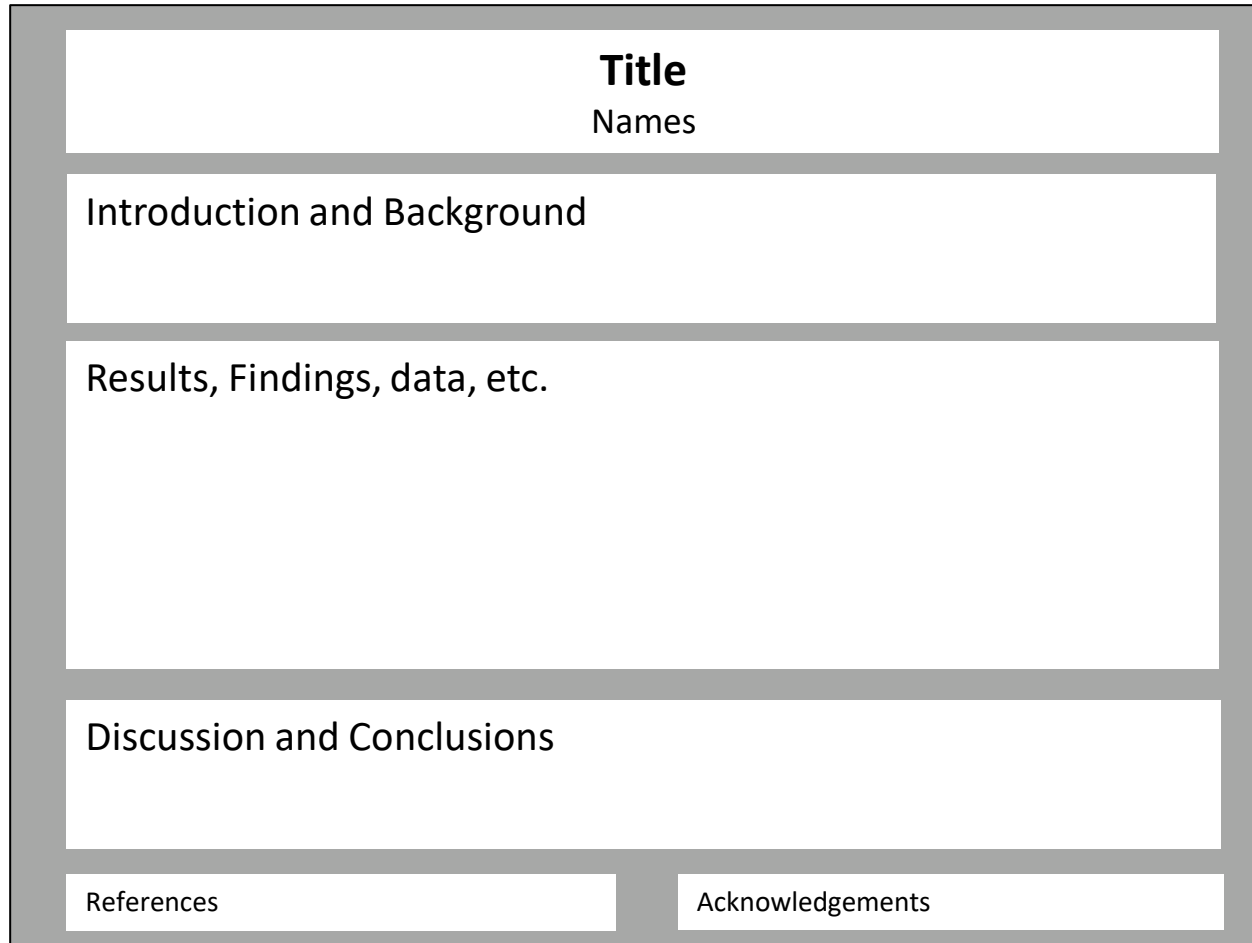 Title
Names
Introduction and Background
Results, Findings, data, etc.
Discussion and Conclusions
References
Acknowledgements